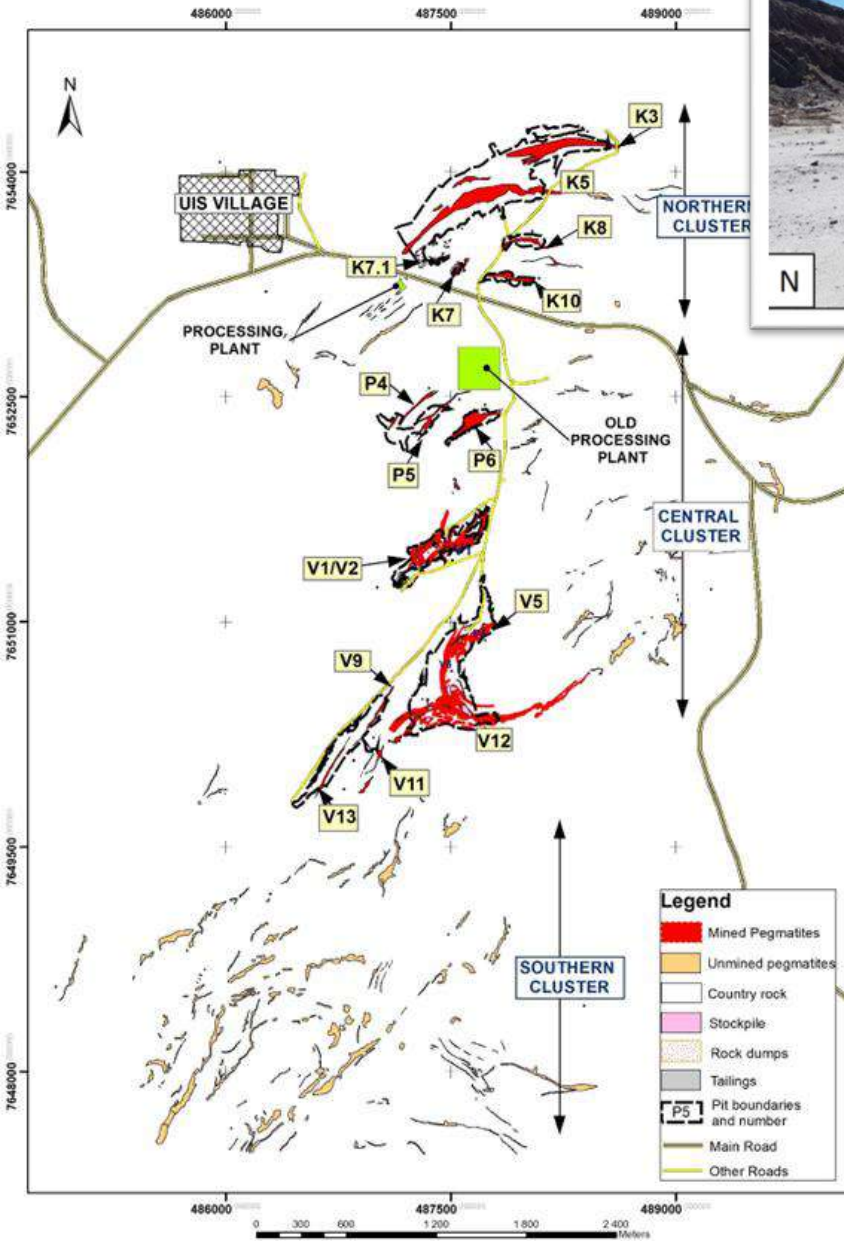 486000
487500
489000
N
K3
7654000
K5
UIS VILLAGE
NORTHERN
CLUSTER
K8
K7.1
N
K10
K7
PROCESSING
PLANT
P4
7652500
OLD
PROCESSING
PLANT
P5
P6
CENTRAL
CLUSTER
V1/V2
V5
7651000
V9
V12
V11
V13
7649500
Legend
Mined Pegmatites
Unmined pegmatites
Country rock
Stockpile
Rock dumps
Tailings
P5
Pit boundaries
and number
Main Road
Other Roads
SOUTHERN
CLUSTER
7648000
486000
487500
489000
0 300 600 1 200 1 800 2 400
Meters